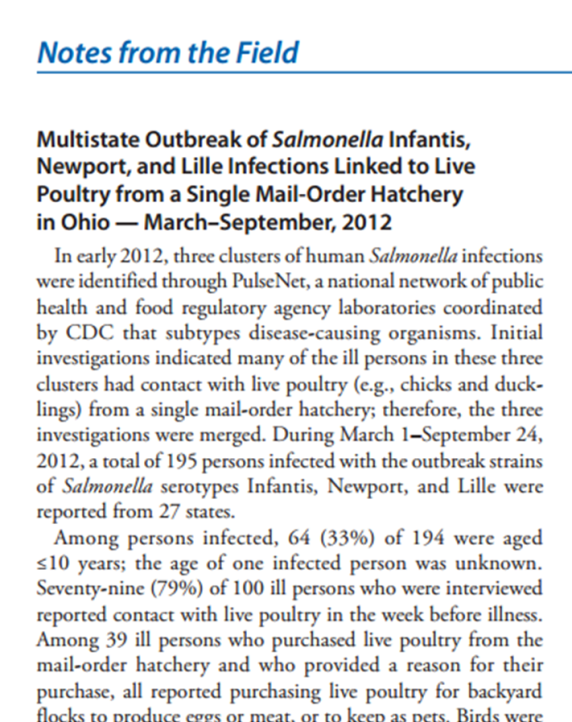 Notes from the Field
Multistate Outbreak of Salmonella Infantis,
Newport, and Lille Infections Linked to Live
Poultry from a Single Mail-Order Hatchery
in Ohio — March–September, 2012
In early 2012, three clusters of human Salmonella infections
were identified through PulseNet, a national network of public
health and food regulatory agency laboratories coordinated
by CDC that subtypes disease-causing organisms. Initial
investigations indicated many of the ill persons in these three
clusters had contact with live poultry (e.g., chicks and duck-
lings) from a single mail-order hatchery; therefore, the three
investigations were merged. During March 1–September 24,
2012, a total of 195 persons infected with the outbreak strains
of Salmonella serotypes Infantis, Newport, and Lille were
reported from 27 states.
Among persons infected, 64 (33%) of 194 were aged
≤10 years; the age of one infected person was unknown.
Seventy-nine (79%) of 100 ill persons who were interviewed
reported contact with live poultry in the week before illness.
Among 39 ill persons who purchased live poultry from the
mail-order hatchery and who provided a reason for their
purchase, all reported purchasing live poultry for backyard
flocks to produce eggs or meat, or to keep as pets. Birds were